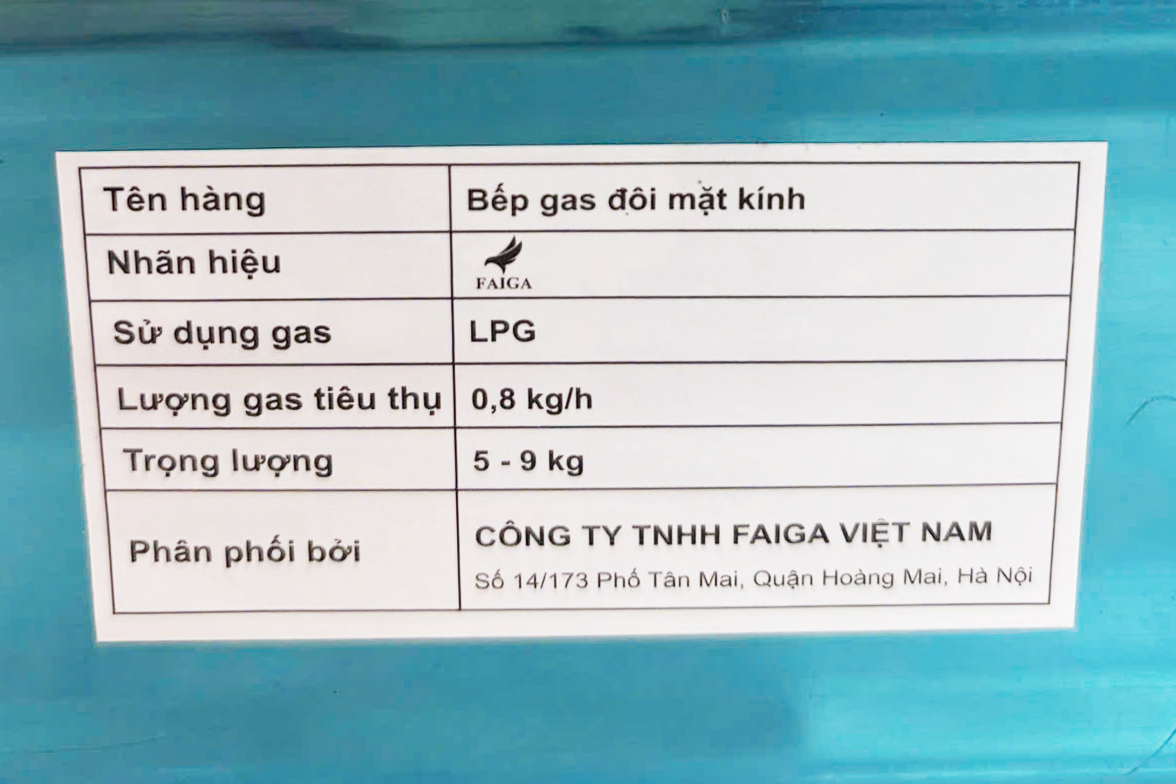 Tên hàng Bếp gas đôi mặt kính
Nhãn hiệu FAIGA
Sử dụng gas LPG
Lượng gas tiêu thụ 0,8 kg/h
Trọng lượng 5 - 9 kg
Phân phối bởi CÔNG TY TNHH FAIGA VIỆT NAM
Số 14/173 Phố Tân Mai, Quận Hoàng Mai, Hà Nội